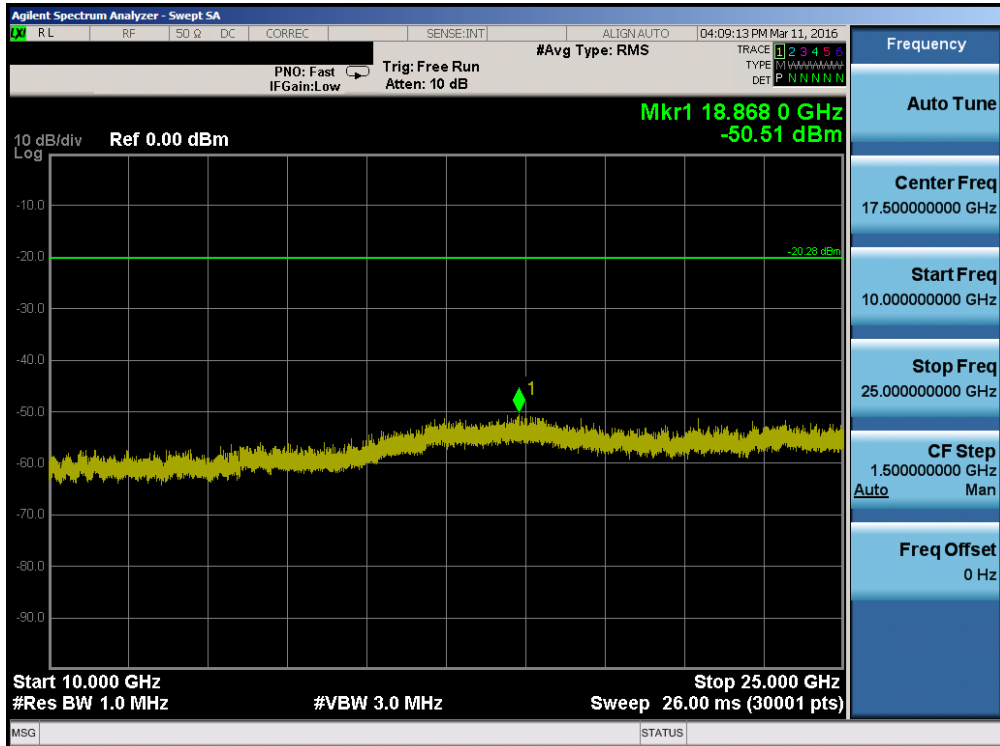 Agilent Spectrum Analyzer - Swept SA
LXI RL RF 50 Ω DC CORREC SENSE:INT ALIGN AUTO 04:09:13 PM Mar 11, 2016
#Avg Type: RMS TRACE 1 2 3 4 5 6
PNO: Fast Trig: Free Run TYPE M WWWWW
IFGain:Low Atten: 10 dB DET P N N N N N
Mkr1 18.868 0 GHz
-50.51 dBm
10 dB/div Ref 0.00 dBm
Log
-10.0
-20.0
-20.28 dBm
-30.0
-40.0
1
-50.0
-60.0
-70.0
-80.0
-90.0
Start 10.000 GHz Stop 25.000 GHz
#Res BW 1.0 MHz #VBW 3.0 MHz Sweep 26.00 ms (30001 pts)
MSG STATUS
Frequency
Auto Tune
Center Freq
17.500000000 GHz
Start Freq
10.000000000 GHz
Stop Freq
25.000000000 GHz
CF Step
1.500000000 GHz
Auto Man
Freq Offset
0 Hz